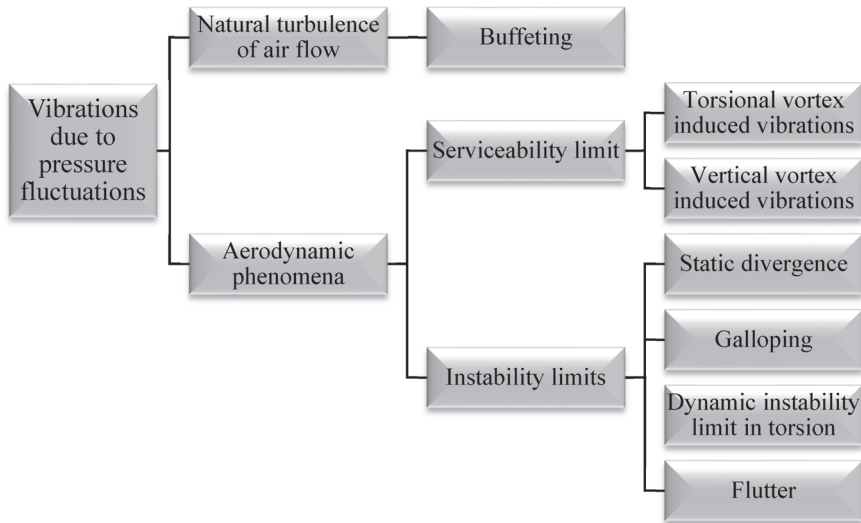 Vibrations
due to
pressure
fluctuations
Natural turbulence
of air flow
Buffeting
Aerodynamic
phenomena
Serviceability limit
Torsional vortex
induced vibrations
Vertical vortex
induced vibrations
Instability limits
Static divergence
Galloping
Dynamic instability
limit in torsion
Flutter